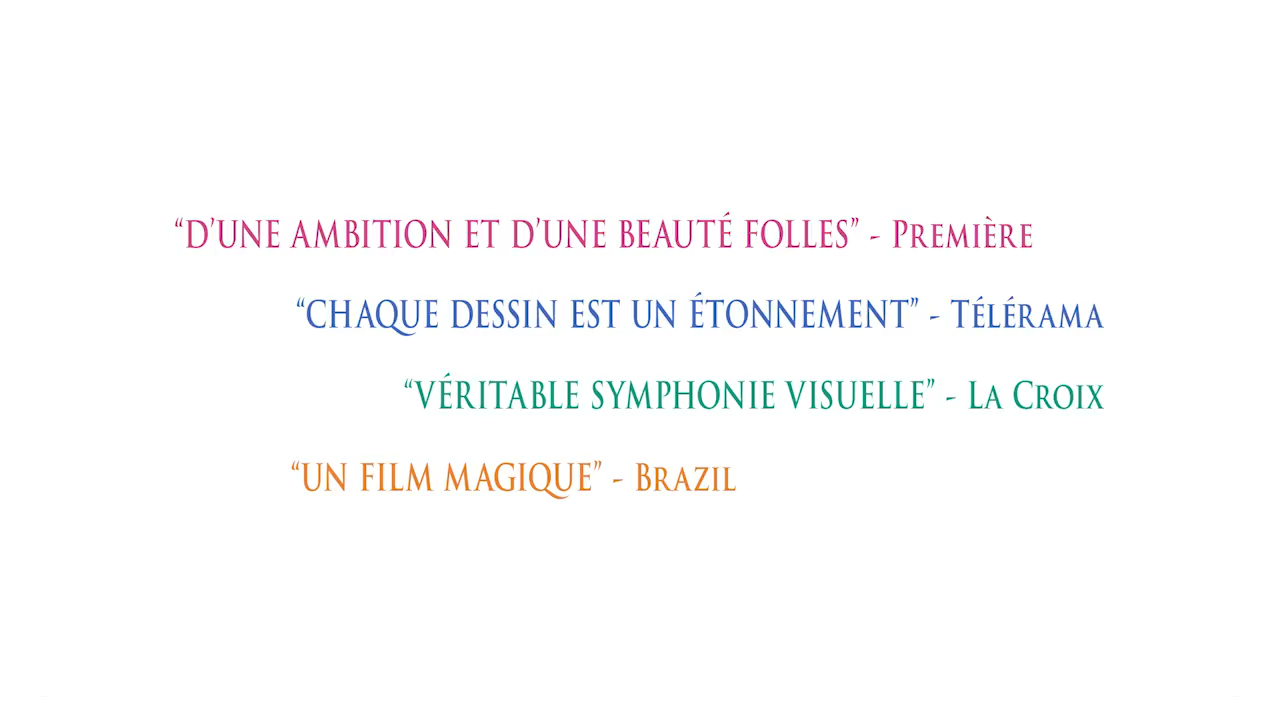 “D’UNE AMBITION ET D’UNE BEAUTÉ FOLLES” - PREMIÈRE
“CHAQUE DESSIN EST UN ÉTONNEMENT” - TÉLÉRAMA
“VÉRITABLE SYMPHONIE VISUELLE” - LA CROIX
“UN FILM MAGIQUE” - BRAZIL